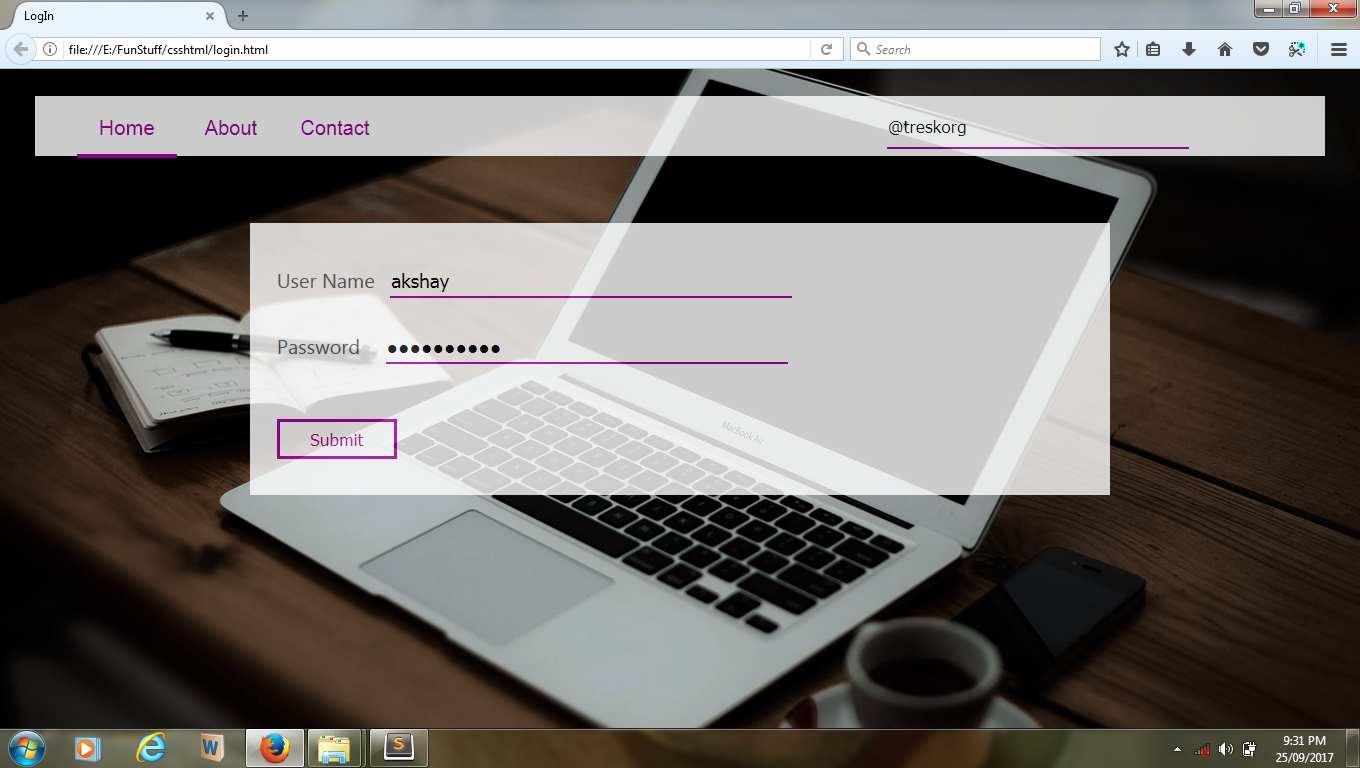 LogIn
file:///E:/FunStuff/csshtml/login.html
Search
Home About Contact @treskorg
User Name akshay
Password ●●●●●●●●●●
Submit
MacBook Air
9:31 PM
25/09/2017